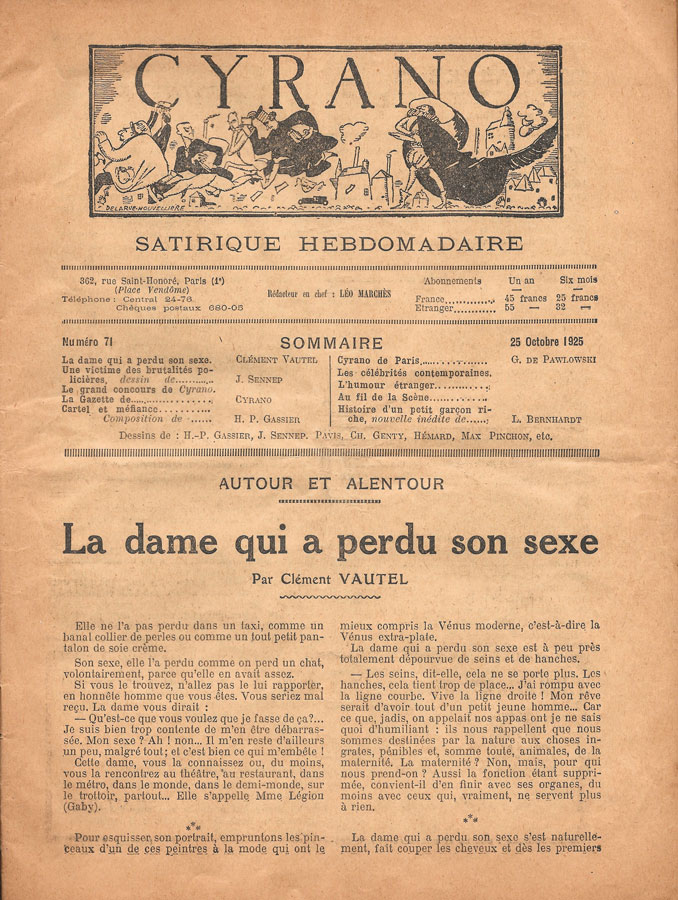 CYRANO
DELARUE-NOUVELLIÈRE
SATIRIQUE HEBDOMADAIRE
362, rue Saint-Honoré, Paris (1ᵉ)
(Place Vendôme)
Téléphone : Central 24-76
Chèques postaux 680-05
Rédacteur en chef : LÉO MARCHÈS
Abonnements Un an Six mois
— —
France............ 45 francs 25 francs
Etranger........... 55 — 32 —
Numéro 71 SOMMAIRE 25 Octobre 1925
La dame qui a perdu son sexe. CLÉMENT VAUTEL
Une victime des brutalités po-
licières, dessin de.......... J. SENNEP
Le grand concours de Cyrano.
La Gazette de................ CYRANO
Cartel et méfiance...........
Composition de ...... H. P. GASSIER
Cyrano de Paris.............. G. DE PAWLOWSKI
Les célébrités contemporaines.
L'humour étranger............
Au fil de la Scène...........
Histoire d'un petit garçon ri-
che, nouvelle inédite de...... L. BERNHARDT
Dessins de : H.-P. GASSIER, J. SENNEP. PAVIS, CH. GENTY, HÉMARD, MAX PINCHON, etc.
AUTOUR ET ALENTOUR
La dame qui a perdu son sexe
Par Clément VAUTEL
Elle ne l'a pas perdu dans un taxi, comme un
banal collier de perles ou comme un tout petit pan-
talon de soie crème.
Son sexe, elle l'a perdu comme on perd un chat,
volontairement, parce qu'elle en avait assez.
Si vous le trouvez, n'allez pas le lui rapporter,
en honnête homme que vous êtes. Vous seriez mal
reçu. La dame vous dirait :
— Qu'est-ce que vous voulez que je fasse de ça?...
Je suis bien trop contente de m'en être débarras-
sée. Mon sexe ? Ah ! non... Il m'en reste d'ailleurs
un peu, malgré tout; et c'est bien ce qui m'embête !
Cette dame, vous la connaissez ou, du moins,
vous la rencontrez au théâtre, au restaurant, dans
le métro, dans le monde, dans le demi-monde, sur
le trottoir, partout... Elle s'appelle Mme Légion
(Gaby).
***
Pour esquisser son portrait, empruntons les pin-
ceaux d'un de ces peintres à la mode qui ont le
mieux compris la Vénus moderne, c'est-à-dire la
Vénus extra-plate.
La dame qui a perdu son sexe est à peu près
totalement dépourvue de seins et de hanches.
— Les seins, dit-elle, cela ne se porte plus. Les
hanches, cela tient trop de place... J'ai rompu avec
la ligne courbe. Vive la ligne droite ! Mon rêve
serait d'avoir tout d'un petit jeune homme... Car
ce que, jadis, on appelait nos appas ont je ne sais
quoi d'humiliant : ils nous rappellent que nous
sommes destinées par la nature aux choses in-
grates, pénibles et, somme toute, animales, de la
maternité. La maternité ? Non, mais, pour qui
nous prend-on ? Aussi la fonction étant suppri-
mée, convient-il d'en finir avec ses organes, du
moins avec ceux qui, vraiment, ne servent plus
à rien.
***
La dame qui a perdu son sexe s'est naturelle-
ment, fait couper les cheveux et dès les premiers